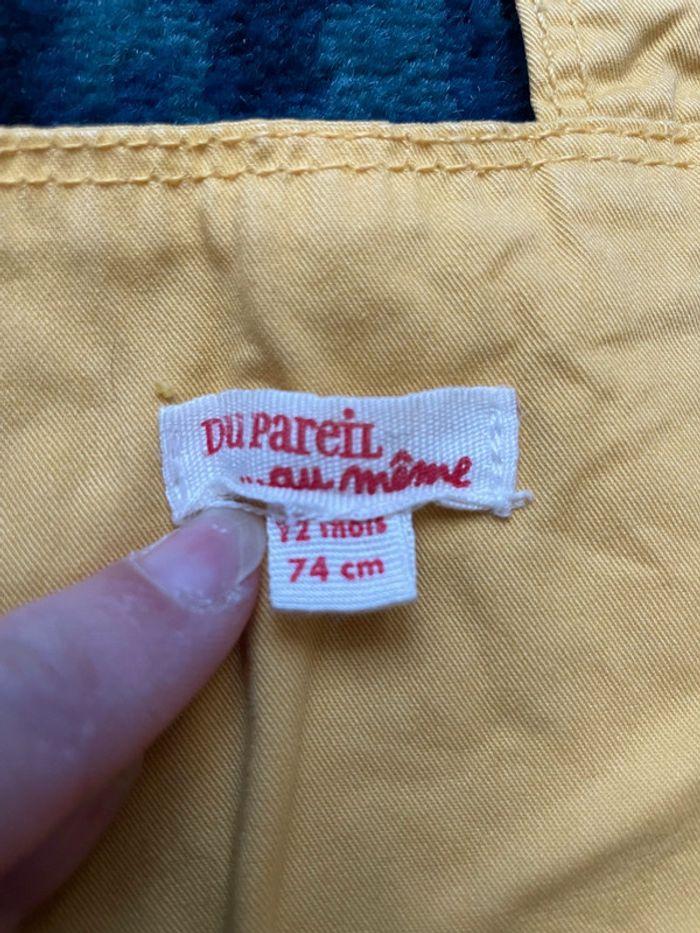 DU Pareil
...au même
12 mois
74 cm